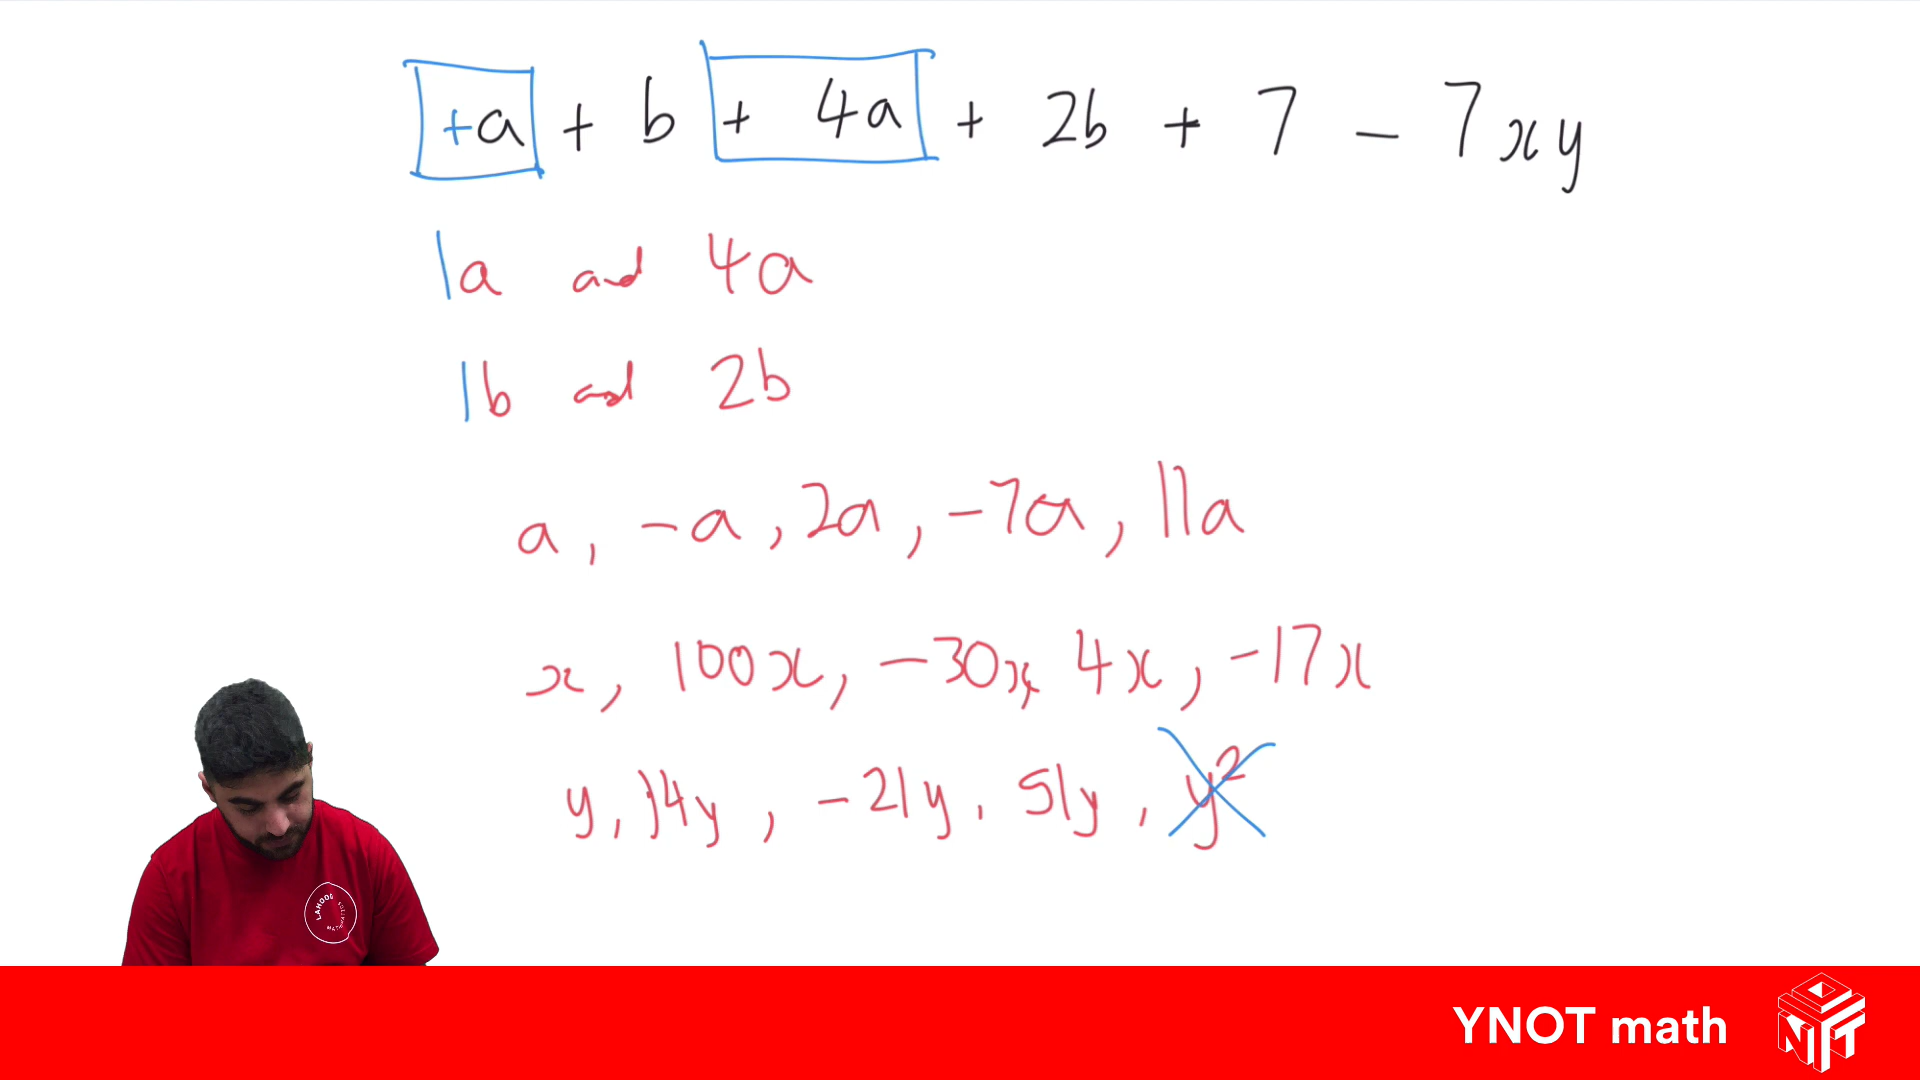 +a + b + 4a + 2b + 7 - 7xy
1a and 4a
1b and 2b
a, -a, 2a, -7a, 11a
x, 100x, -30x, 4x, -17x
y, 14y, -21y, 51y, y²
YNOT math